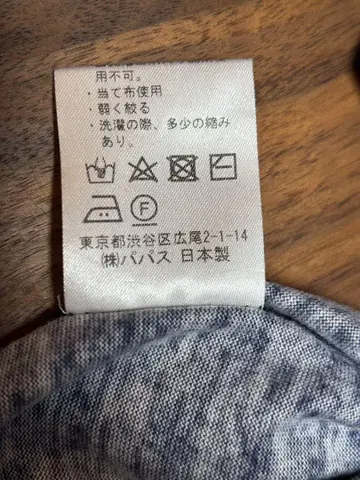 用不可。
・当て布使用
・弱く絞る
・洗濯の際、多少の縮み
あり。
F
東京都渋谷区広尾2-1-14
㈱パパス 日本製